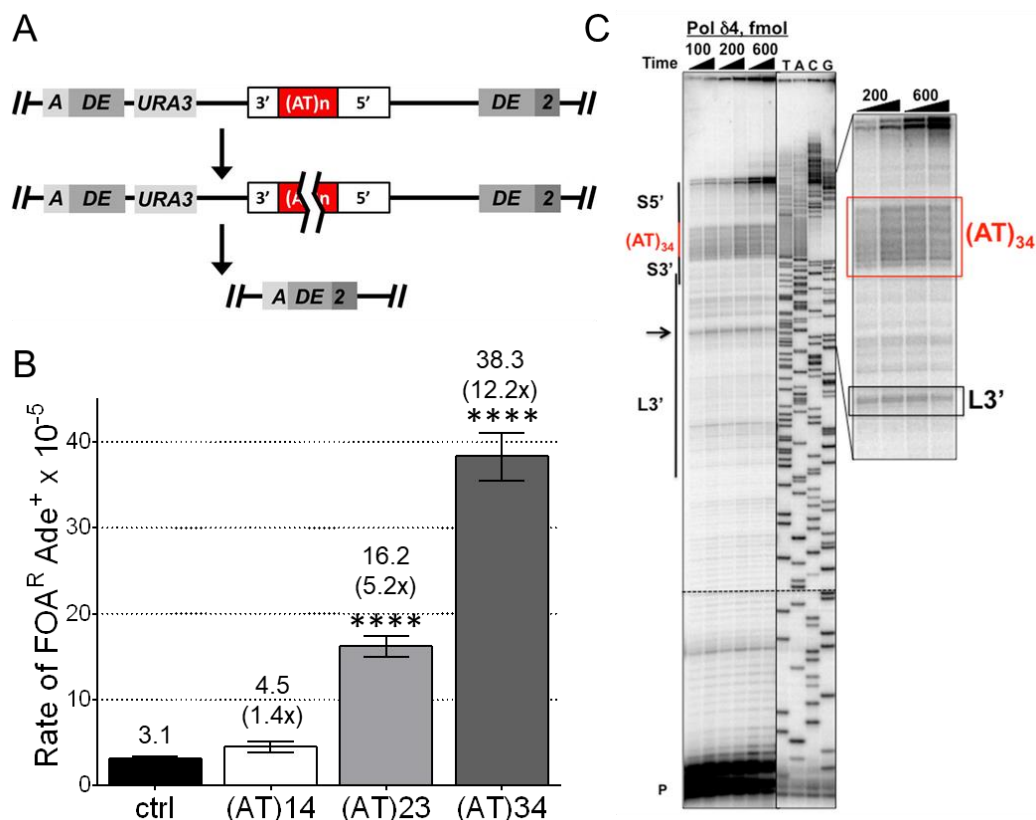 A
A DE URA3 3' (AT)n 5' DE 2
A DE URA3 3' (A n 5' DE 2
A DE 2
B
Rate of FOAᴿ Ade⁺ x 10⁻⁵
40
30
20
10
0
3.1
4.5
(1.4x)
16.2
(5.2x)
****
38.3
(12.2x)
****
ctrl (AT)14 (AT)23 (AT)34
C
Pol δ4, fmol
100 200 600
Time T A C G
S5'
(AT)₃₄
S3'
L3'
P
200 600
(AT)₃₄
L3'